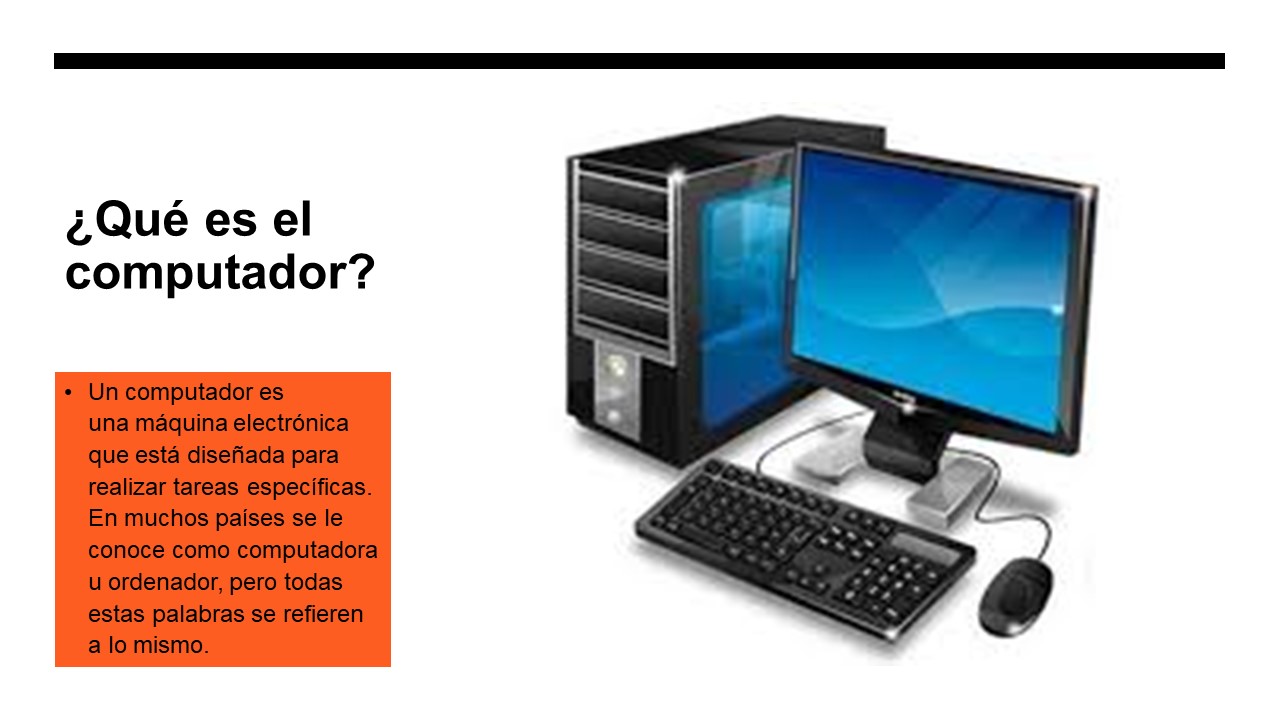 ¿Qué es el
computador?
• Un computador es
una máquina electrónica
que está diseñada para
realizar tareas específicas.
En muchos países se le
conoce como computadora
u ordenador, pero todas
estas palabras se refieren
a lo mismo.